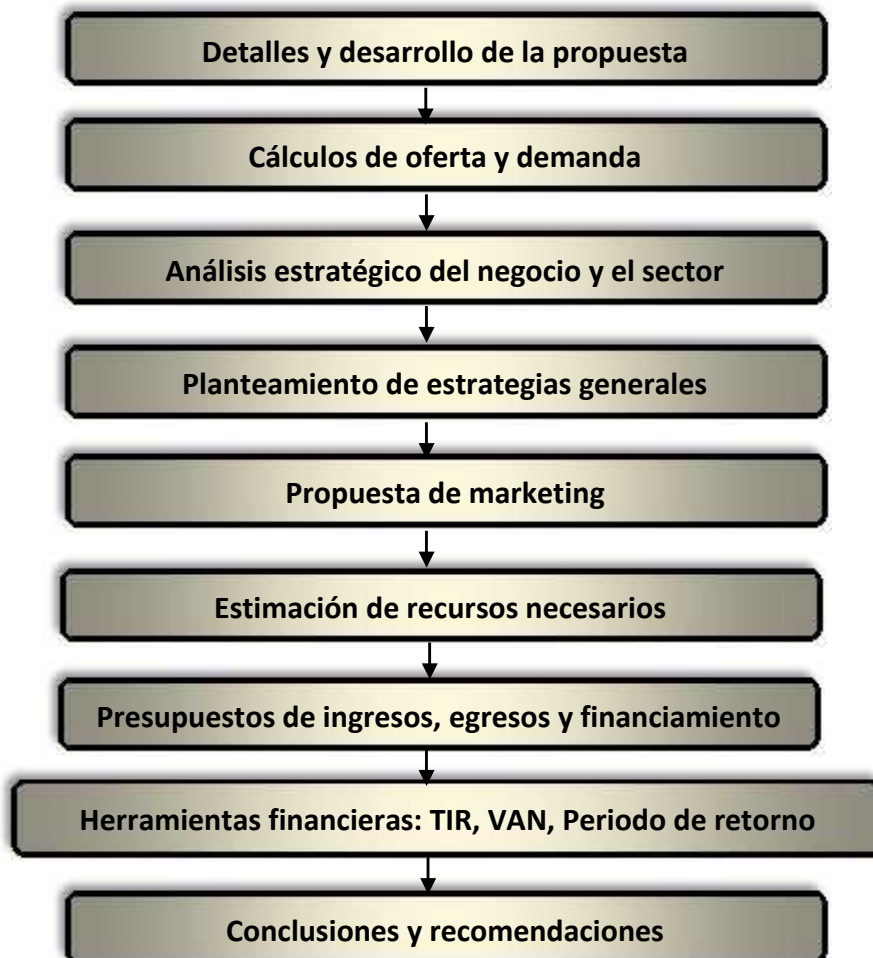 Detalles y desarrollo de la propuesta
Cálculos de oferta y demanda
Análisis estratégico del negocio y el sector
Planteamiento de estrategias generales
Propuesta de marketing
Estimación de recursos necesarios
Presupuestos de ingresos, egresos y financiamiento
Herramientas financieras: TIR, VAN, Periodo de retorno
Conclusiones y recomendaciones